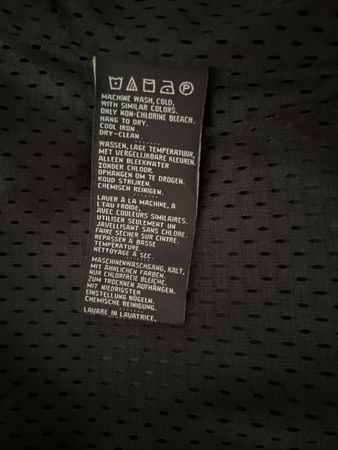 P
MACHINE WASH, COLD,
WITH SIMILAR COLORS.
ONLY NON-CHLORINE BLEACH.
HANG TO DRY.
COOL IRON.
DRY-CLEAN.
.......
WASSEN, LAGE TEMPERATUUR,
MET VERGELIJKBARE KLEUREN.
ALLEEN BLEEKWATER
ZONDER CHLOOR.
OPHANGEN OM TE DROGEN.
KOUD STRIJKEN.
CHEMISCH REINIGEN.
.......
LAVER À LA MACHINE, À
L'EAU FROIDE,
AVEC COULEURS SIMILAIRES.
UTILISER SEULEMENT UN
JAVELLISANT SANS CHLORE.
FAIRE SÉCHER SUR CINTRE.
REPASSER À BASSE
TEMPÉRATURE.
NETTOYAGE À SEC.
.......
MASCHINENWASCHGANG, KALT.
MIT ÄHNLICHEN FARBEN.
NUR CHLORFREIE BLEICHE.
ZUM TROCKNEN AUFHÄNGEN.
MIT NIEDRIGSTER
EINSTELLUNG BÜGELN.
CHEMISCHE REINIGUNG.
.......
LAVARE IN LAVATRICE.